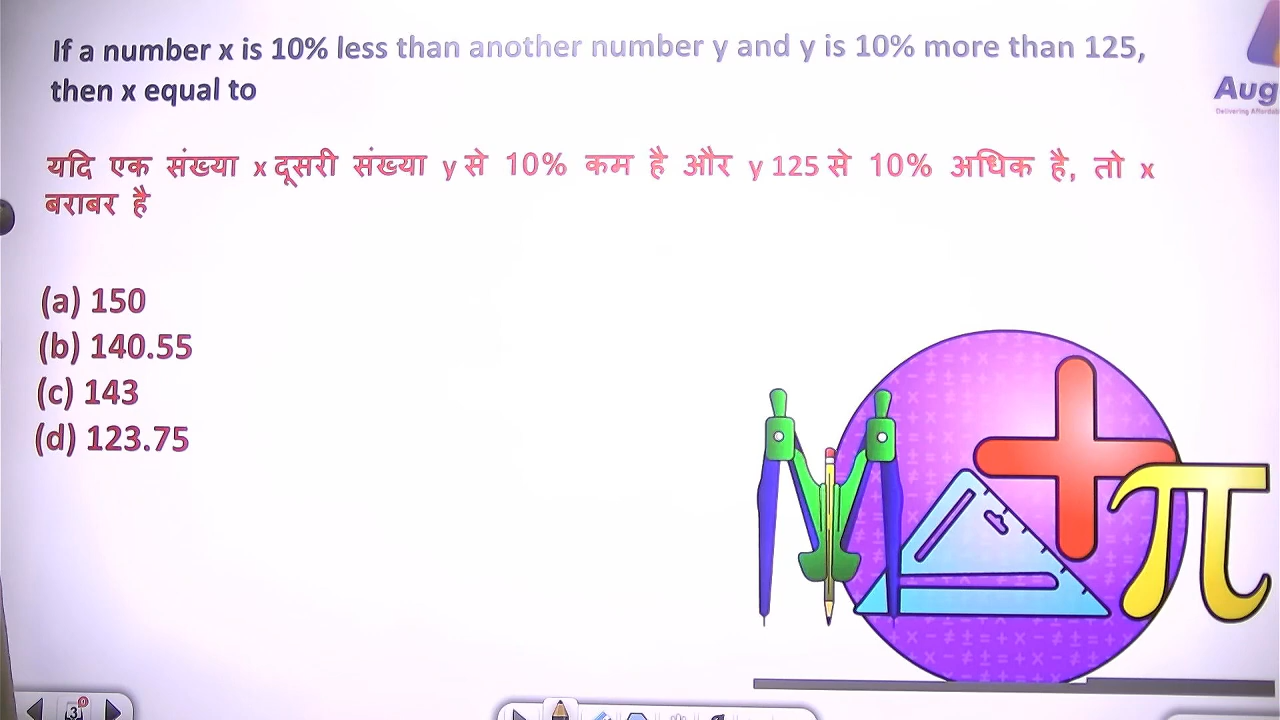 If a number x is 10% less than another number y and y is 10% more than 125,
then x equal to
Aug
Delivering
यदि एक संख्या x दूसरी संख्या y से 10% कम है और y 125 से 10% अधिक है, तो x
बराबर है
(a) 150
(b) 140.55
(c) 143
(d) 123.75
π